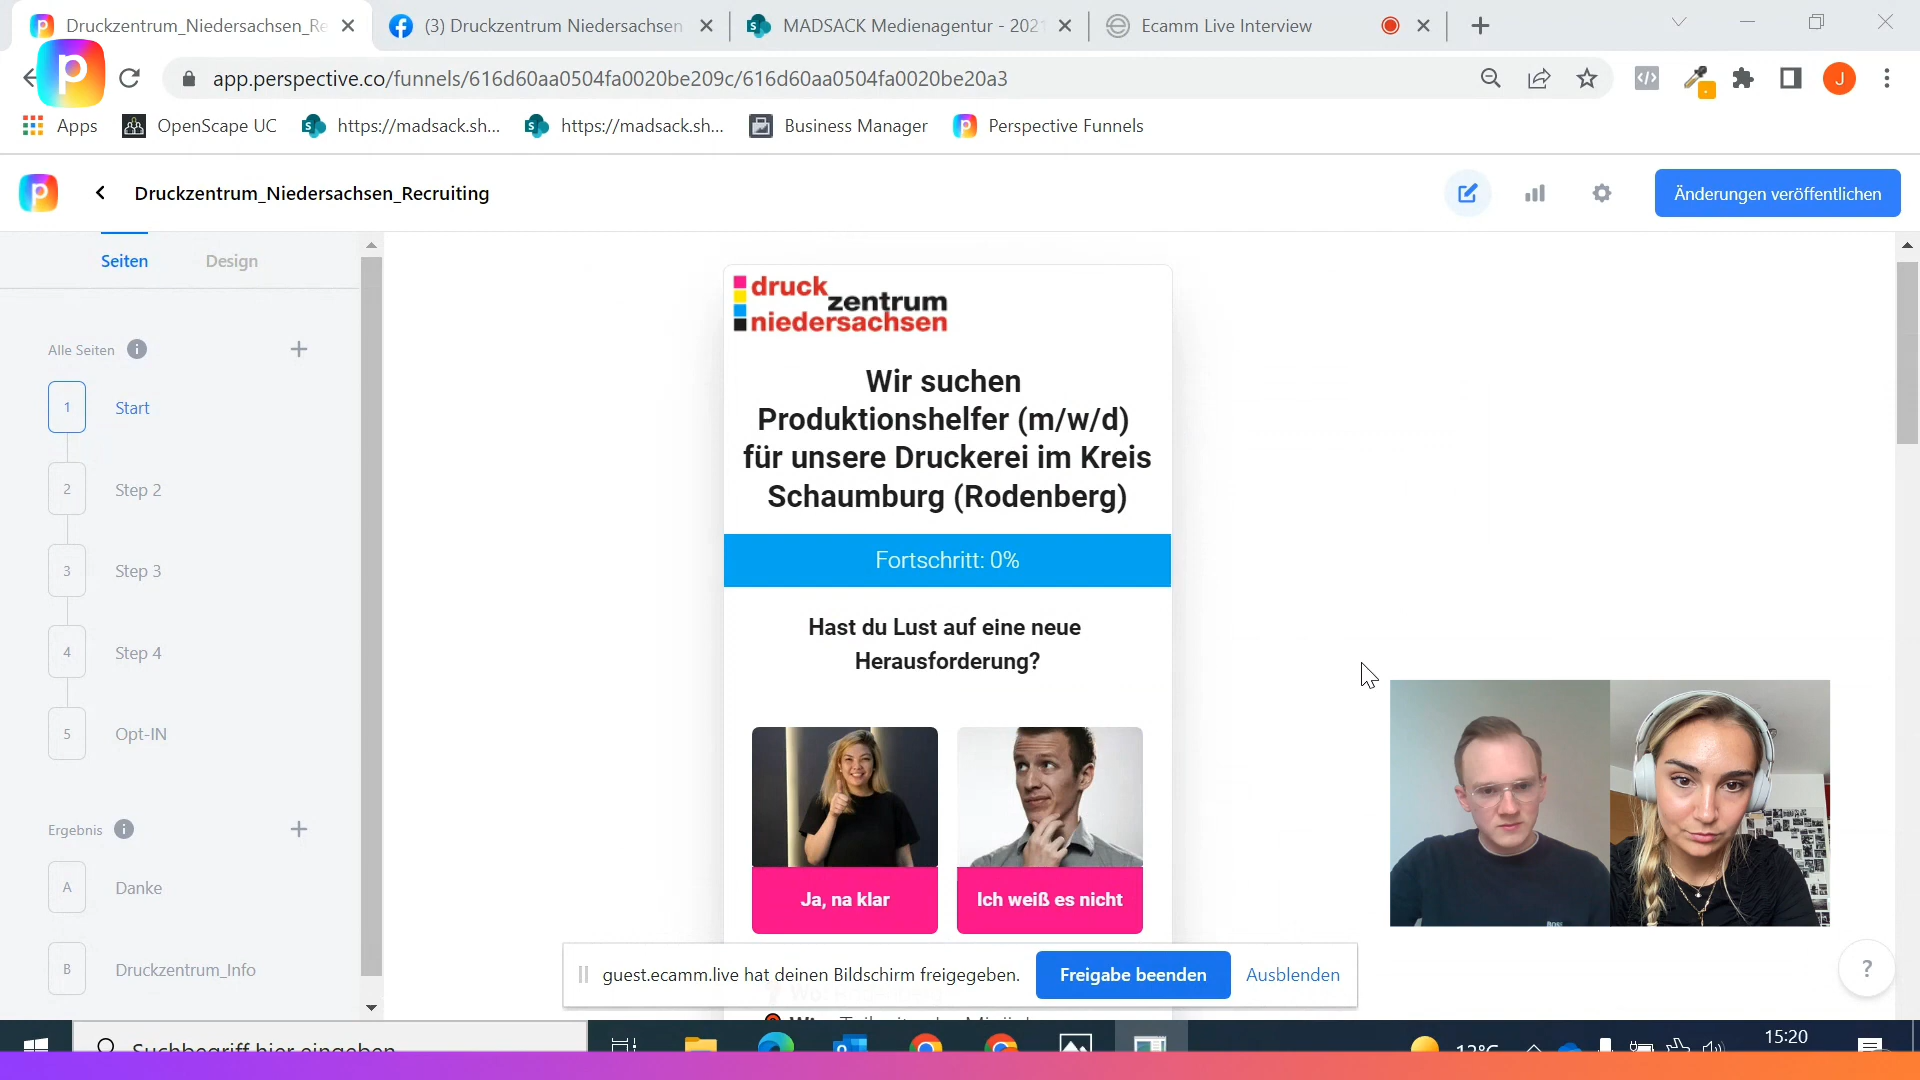 Druckzentrum_Niedersachsen_Re
(3) Druckzentrum Niedersachsen
MADSACK Medienagentur - 2021
Ecamm Live Interview
app.perspective.co/funnels/616d60aa0504fa0020be209c/616d60aa0504fa0020be20a3
J
Apps
OpenScape UC
https://madsack.sh...
https://madsack.sh...
Business Manager
Perspective Funnels
Druckzentrum_Niedersachsen_Recruiting
Änderungen veröffentlichen
Seiten
Design
Alle Seiten
1
Start
2
Step 2
3
Step 3
4
Step 4
5
Opt-IN
Ergebnis
A
Danke
B
Druckzentrum_Info
druck
zentrum
niedersachsen
Wir suchen
Produktionshelfer (m/w/d)
für unsere Druckerei im Kreis
Schaumburg (Rodenberg)
Fortschritt: 0%
Hast du Lust auf eine neue
Herausforderung?
Ja, na klar
Ich weiß es nicht
guest.ecamm.live hat deinen Bildschirm freigegeben.
Freigabe beenden
Ausblenden
?
Suchbegriff hier eingeben
15:20